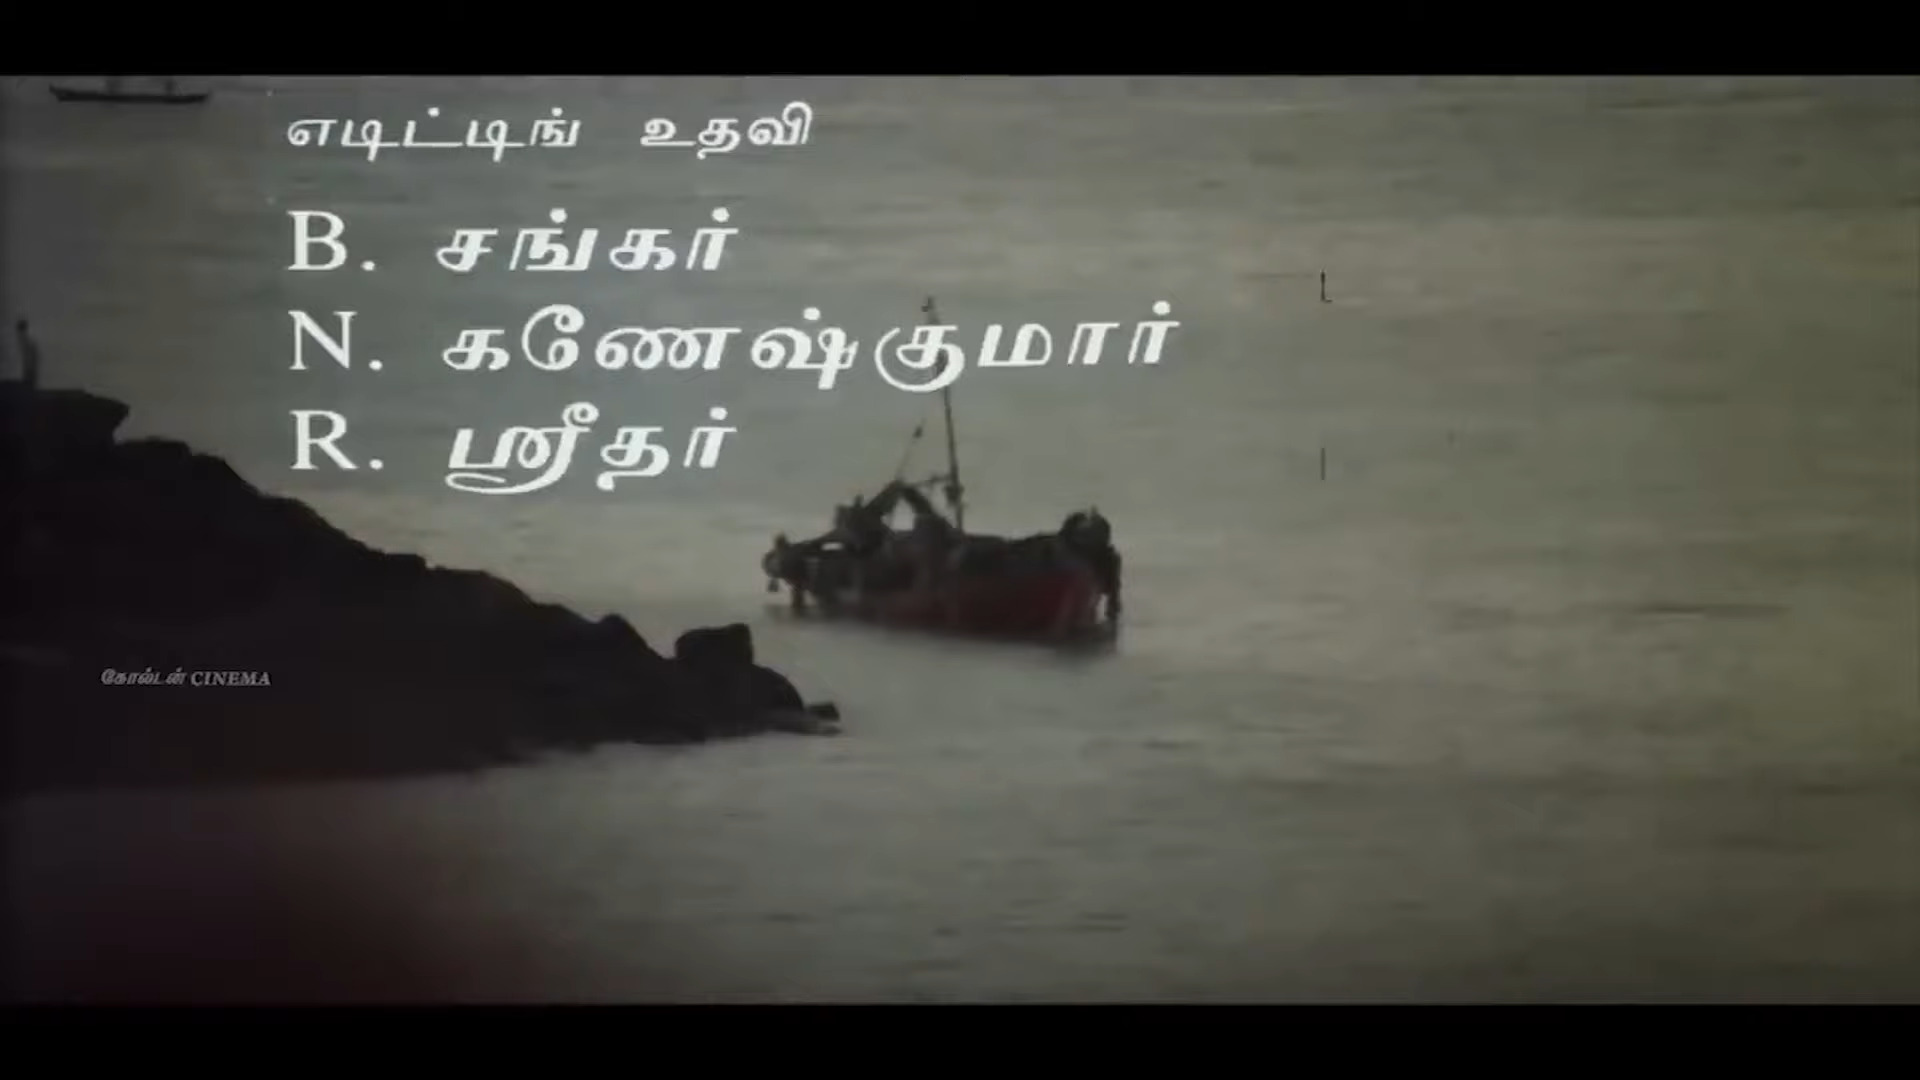 எடிட்டிங் உதவி
B. சங்கர்
N. கணேஷ்குமார்
R. ஸ்ரீதர்
கோல்டன் CINEMA